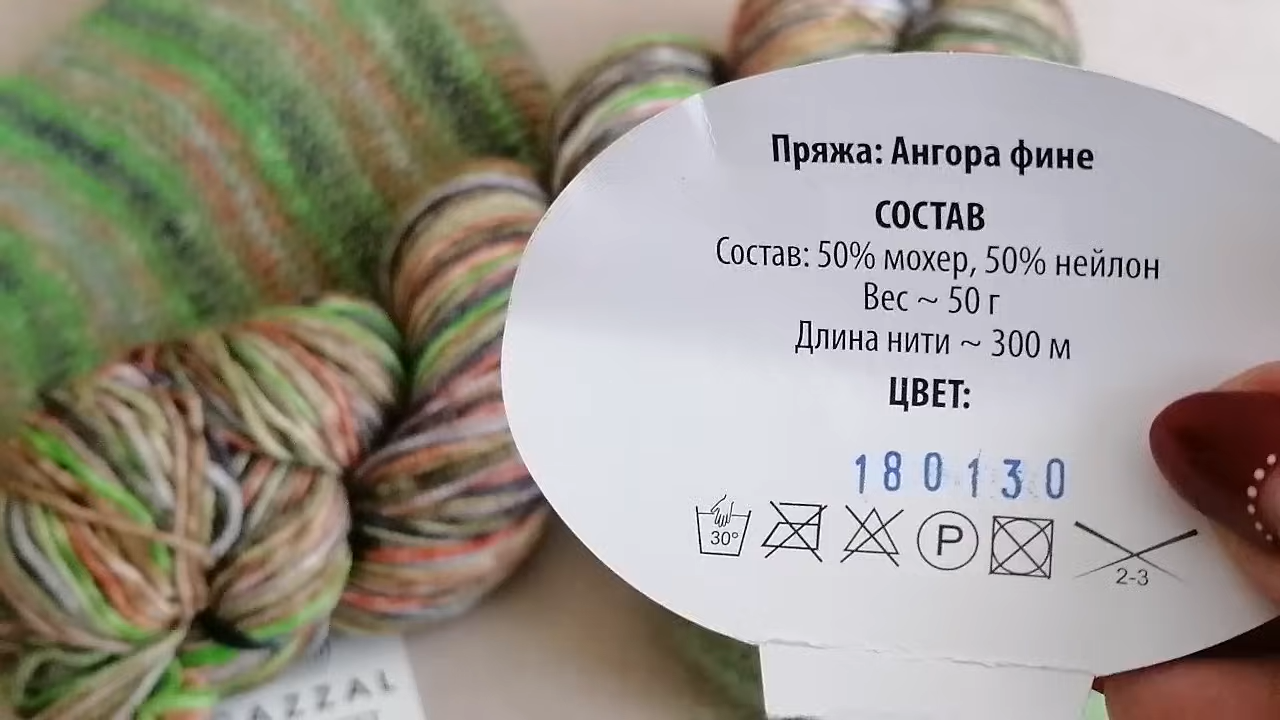 Пряжа: Ангора фине
СОСТАВ
Состав: 50% мохер, 50% нейлон
Вес ~ 50 г
Длина нити ~ 300 м
ЦВЕТ:
180130
30°
P
2-3
GAZZAL